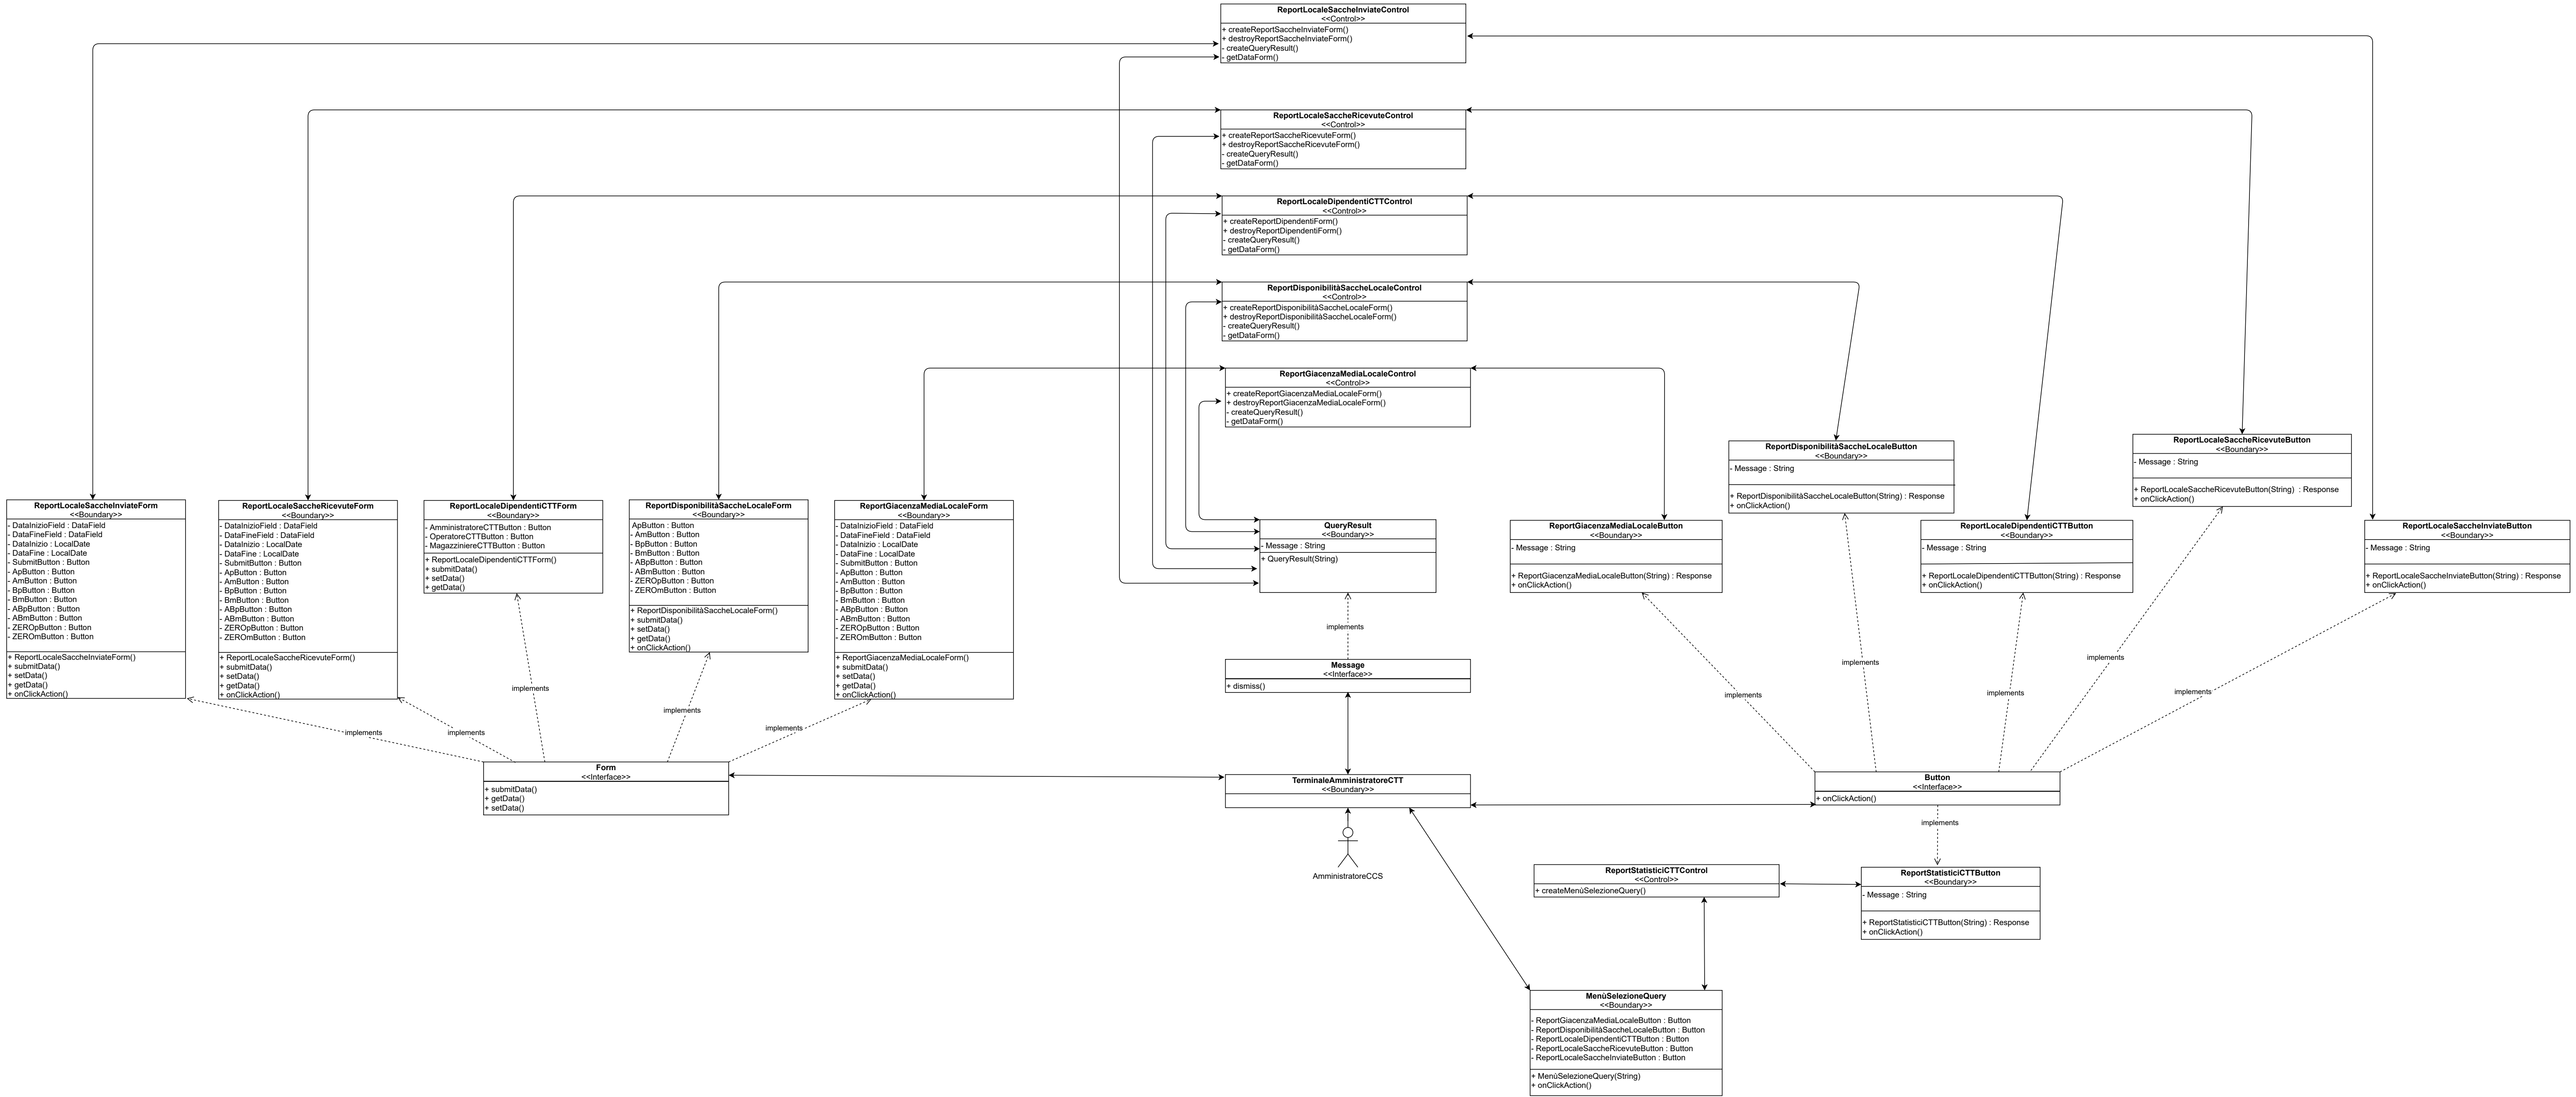 ReportLocaleSaccheInviateControl
<<Control>>
+ createReportSaccheInviateForm()
+ destroyReportSaccheInviateForm()
- createQueryResult()
- getDataForm()
ReportLocaleSaccheRicevuteControl
<<Control>>
+ createReportSaccheRicevuteForm()
+ destroyReportSaccheRicevuteForm()
- createQueryResult()
- getDataForm()
ReportLocaleDipendentiCTTControl
<<Control>>
+ createReportDipendentiForm()
+ destroyReportDipendentiForm()
- createQueryResult()
- getDataForm()
ReportDisponibilitàSaccheLocaleControl
<<Control>>
+ createReportDisponibilitàSaccheLocaleForm()
+ destroyReportDisponibilitàSaccheLocaleForm()
- createQueryResult()
- getDataForm()
ReportGiacenzaMediaLocaleControl
<<Control>>
+ createReportGiacenzaMediaLocaleForm()
+ destroyReportGiacenzaMediaLocaleForm()
- createQueryResult()
- getDataForm()
ReportLocaleSaccheInviateForm
<<Boundary>>
- DataInizioField : DataField
- DataFineField : DataField
- DataInizio : LocalDate
- DataFine : LocalDate
- SubmitButton : Button
- ApButton : Button
- AmButton : Button
- BpButton : Button
- BmButton : Button
- ABpButton : Button
- ABmButton : Button
- ZEROpButton : Button
- ZEROmButton : Button
+ ReportLocaleSaccheInviateForm()
+ submitData()
+ setData()
+ getData()
+ onClickAction()
ReportLocaleSaccheRicevuteForm
<<Boundary>>
- DataInizioField : DataField
- DataFineField : DataField
- DataInizio : LocalDate
- DataFine : LocalDate
- SubmitButton : Button
- ApButton : Button
- AmButton : Button
- BpButton : Button
- BmButton : Button
- ABpButton : Button
- ABmButton : Button
- ZEROpButton : Button
- ZEROmButton : Button
+ ReportLocaleSaccheRicevuteForm()
+ submitData()
+ setData()
+ getData()
+ onClickAction()
ReportLocaleDipendentiCTTForm
<<Boundary>>
- AmministratoreCTTButton : Button
- OperatoreCTTButton : Button
- MagazziniereCTTButton : Button
+ ReportLocaleDipendentiCTTForm()
+ submitData()
+ setData()
+ getData()
ReportDisponibilitàSaccheLocaleForm
<<Boundary>>
ApButton : Button
- AmButton : Button
- BpButton : Button
- BmButton : Button
- ABpButton : Button
- ABmButton : Button
- ZEROpButton : Button
- ZEROmButton : Button
+ ReportDisponibilitàSaccheLocaleForm()
+ submitData()
+ setData()
+ getData()
+ onClickAction()
ReportGiacenzaMediaLocaleForm
<<Boundary>>
- DataInizioField : DataField
- DataFineField : DataField
- DataInizio : LocalDate
- DataFine : LocalDate
- SubmitButton : Button
- ApButton : Button
- AmButton : Button
- BpButton : Button
- BmButton : Button
- ABpButton : Button
- ABmButton : Button
- ZEROpButton : Button
- ZEROmButton : Button
+ ReportGiacenzaMediaLocaleForm()
+ submitData()
+ setData()
+ getData()
+ onClickAction()
QueryResult
<<Boundary>>
- Message : String
+ QueryResult(String)
ReportGiacenzaMediaLocaleButton
<<Boundary>>
- Message : String
+ ReportGiacenzaMediaLocaleButton(String) : Response
+ onClickAction()
ReportDisponibilitàSaccheLocaleButton
<<Boundary>>
- Message : String
+ ReportDisponibilitàSaccheLocaleButton(String) : Response
+ onClickAction()
ReportLocaleDipendentiCTTButton
<<Boundary>>
- Message : String
+ ReportLocaleDipendentiCTTButton(String) : Response
+ onClickAction()
ReportLocaleSaccheRicevuteButton
<<Boundary>>
- Message : String
+ ReportLocaleSaccheRicevuteButton(String)  : Response
+ onClickAction()
ReportLocaleSaccheInviateButton
<<Boundary>>
- Message : String
+ ReportLocaleSaccheInviateButton(String) : Response
+ onClickAction()
implements
implements
implements
implements
implements
implements
implements
implements
implements
implements
implements
Message
<<Interface>>
+ dismiss()
Form
<<Interface>>
+ submitData()
+ getData()
+ setData()
TerminaleAmministratoreCTT
<<Boundary>>
Button
<<Interface>>
+ onClickAction()
implements
AmministratoreCCS
ReportStatisticiCTTControl
<<Control>>
+ createMenùSelezioneQuery()
ReportStatisticiCTTButton
<<Boundary>>
- Message : String
+ ReportStatisticiCTTButton(String) : Response
+ onClickAction()
MenùSelezioneQuery
<<Boundary>>
- ReportGiacenzaMediaLocaleButton : Button
- ReportDisponibilitàSaccheLocaleButton : Button
- ReportLocaleDipendentiCTTButton : Button
- ReportLocaleSaccheRicevuteButton : Button
- ReportLocaleSaccheInviateButton : Button
+ MenùSelezioneQuery(String)
+ onClickAction()